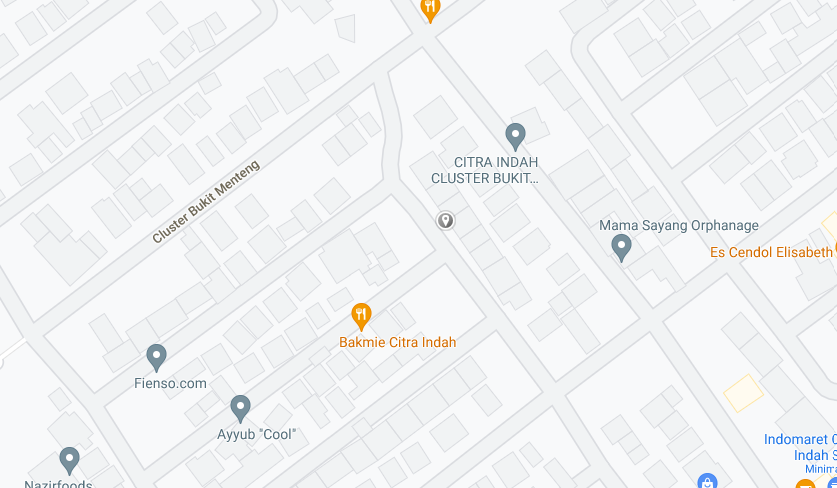 CITRA INDAH
CLUSTER BUKIT...
Cluster Bukit Menteng
Mama Sayang Orphanage
Es Cendol Elisabeth
Bakmie Citra Indah
Fienso.com
Ayyub "Cool"
Indomaret
Indah
Nazirfoods